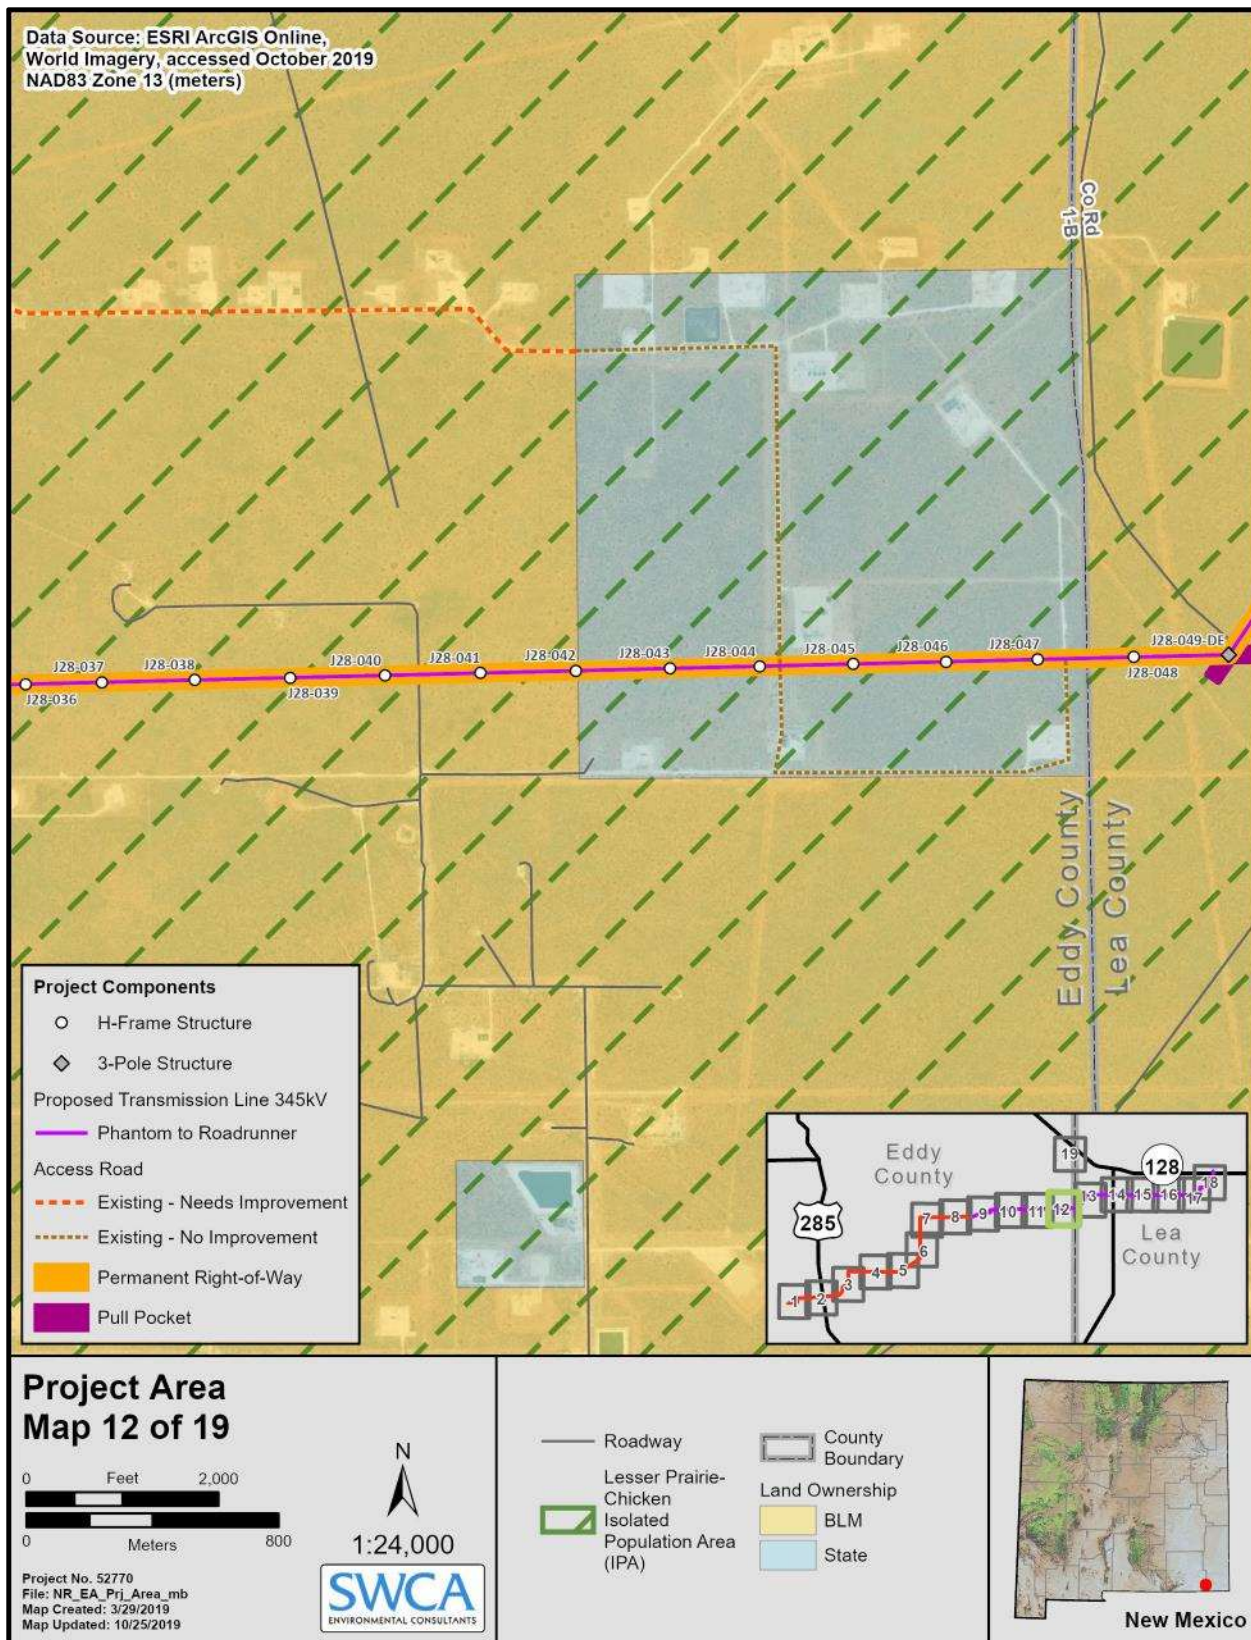 Data Source: ESRI ArcGIS Online,
World Imagery, accessed October 2019
NAD83 Zone 13 (meters)
Co Rd
1-B
J28-037
J28-038
J28-040
J28-041
J28-042
J28-043
J28-044
J28-045
J28-046
J28-047
J28-049-DE
J28-036
J28-039
J28-048
Eddy County
Lea County
Project Components
H-Frame Structure
3-Pole Structure
Proposed Transmission Line 345kV
Phantom to Roadrunner
Access Road
Existing - Needs Improvement
Existing - No Improvement
Permanent Right-of-Way
Pull Pocket
Eddy
County
285
128
Lea
County
1
2
3
4
5
6
7
8
9
10
11
12
13
14
15
16
17
18
19
Project Area
Map 12 of 19
0 Feet 2,000
0 Meters 800
N
1:24,000
Project No. 52770
File: NR_EA_Prj_Area_mb
Map Created: 3/29/2019
Map Updated: 10/25/2019
SWCA
ENVIRONMENTAL CONSULTANTS
Roadway
Lesser Prairie-
Chicken
Isolated
Population Area
(IPA)
County
Boundary
Land Ownership
BLM
State
New Mexico